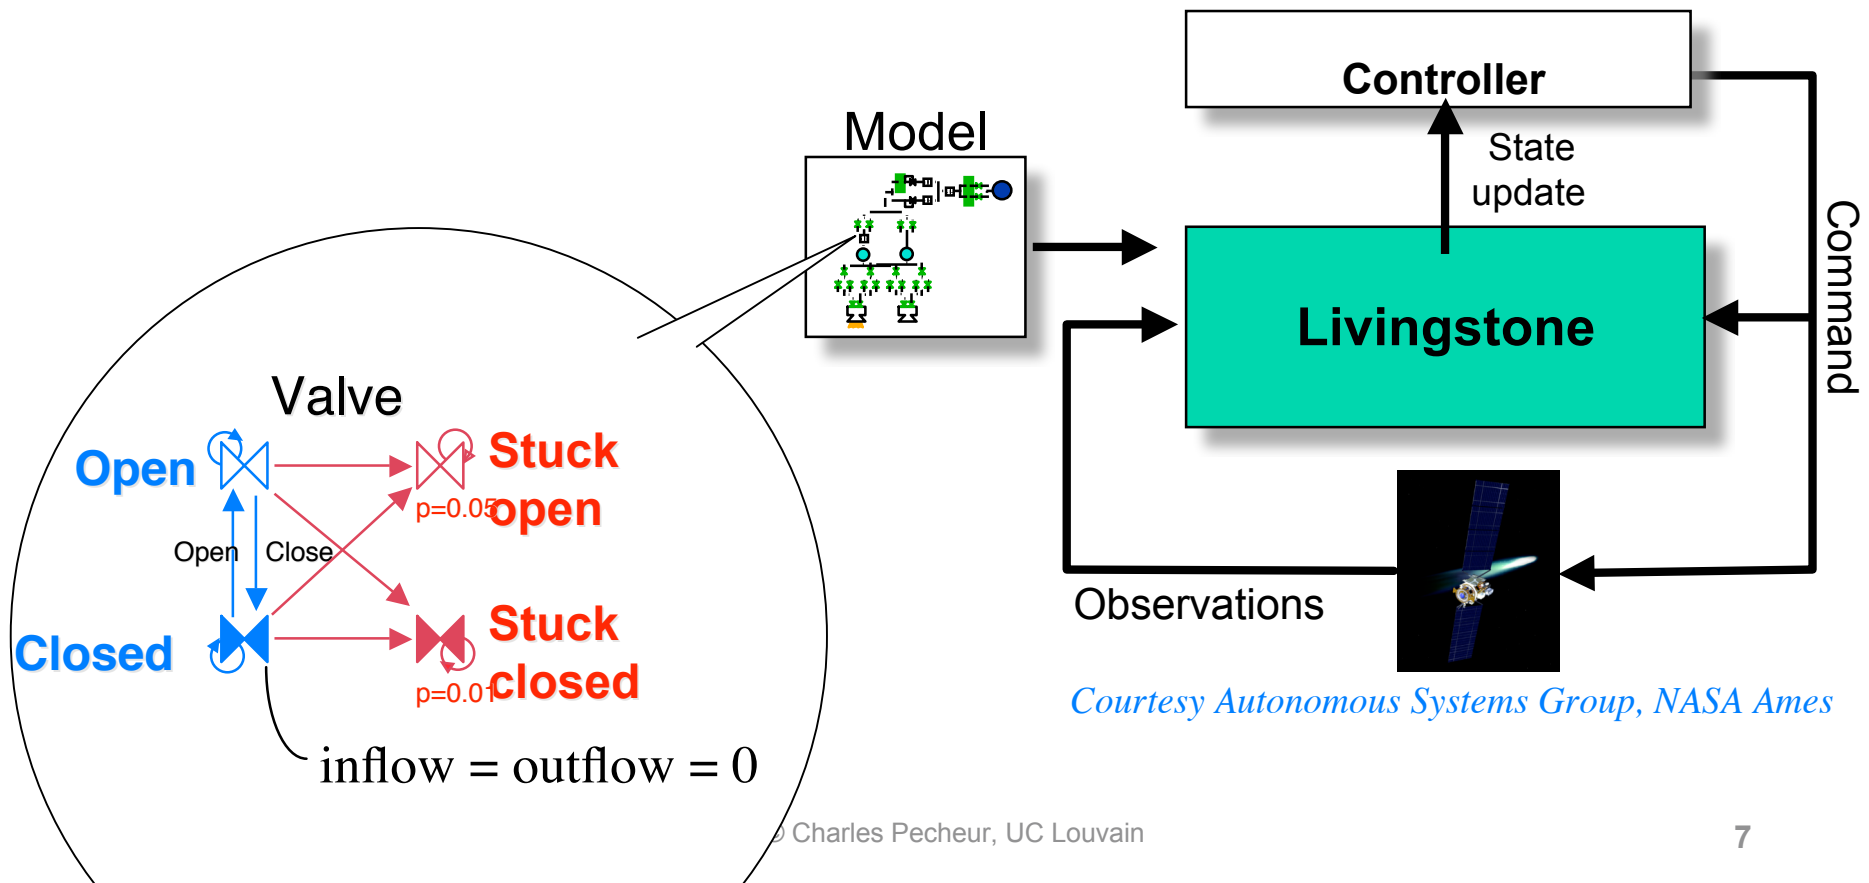 Controller
Model
State
update
Command
Livingstone
Valve
Open
Stuck
open
p=0.05
Open
Close
Closed
Stuck
closed
p=0.01
Observations
Courtesy Autonomous Systems Group, NASA Ames
inflow = outflow = 0
© Charles Pecheur, UC Louvain
7